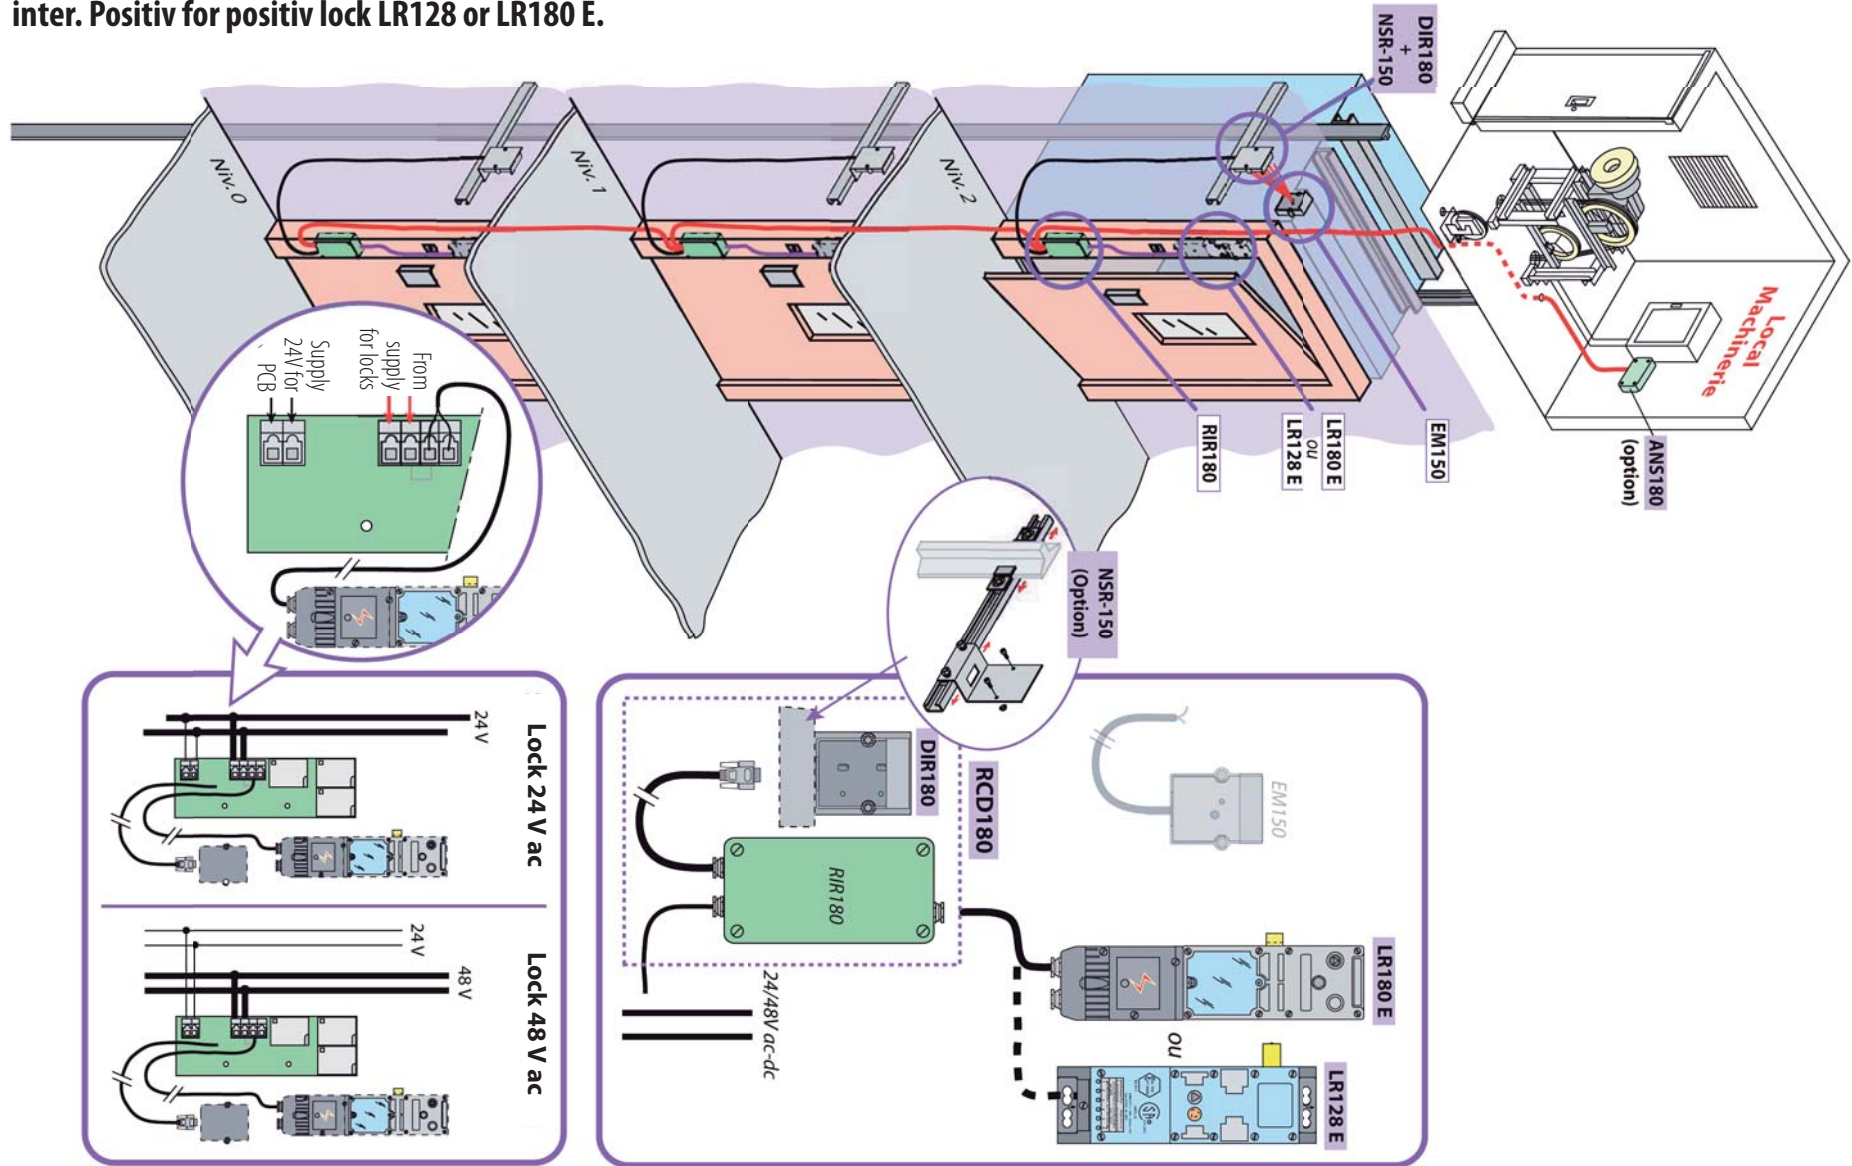 inter. Positiv for positiv lock LR128 or LR180 E.
DIR180
+
NSR-150
Niv. 0
Niv. 1
Niv. 2
Local
Machinerie
ANS180
(option)
EM150
LR180 E
ou
LR128 E
RIR180
From
supply
for locks
Supply
24V for
PCB
NSR-150
(Option)
Lock 24 V ac
24 V
Lock 48 V ac
24 V
48 V
EM150
RCD180
DIR180
RIR180
24/48V ac-dc
LR180 E
ou
LR128 E